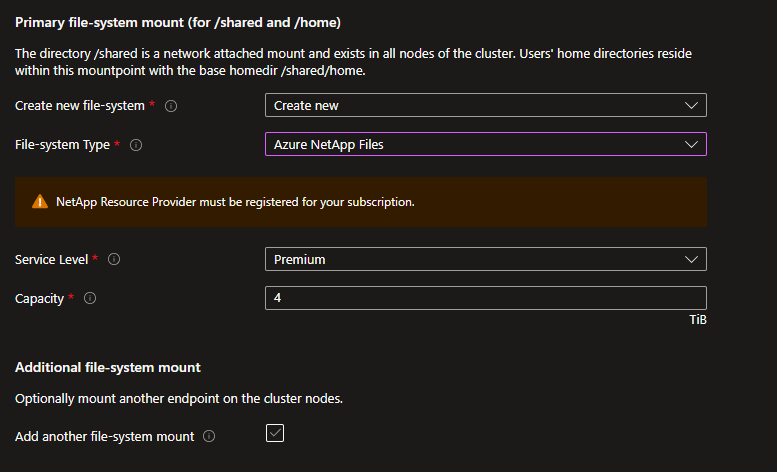 Primary file-system mount (for /shared and /home)
The directory /shared is a network attached mount and exists in all nodes of the cluster. Users' home directories reside
within this mountpoint with the base homedir /shared/home.
Create new file-system *
Create new
File-system Type *
Azure NetApp Files
NetApp Resource Provider must be registered for your subscription.
Service Level *
Premium
Capacity *
4
TiB
Additional file-system mount
Optionally mount another endpoint on the cluster nodes.
Add another file-system mount